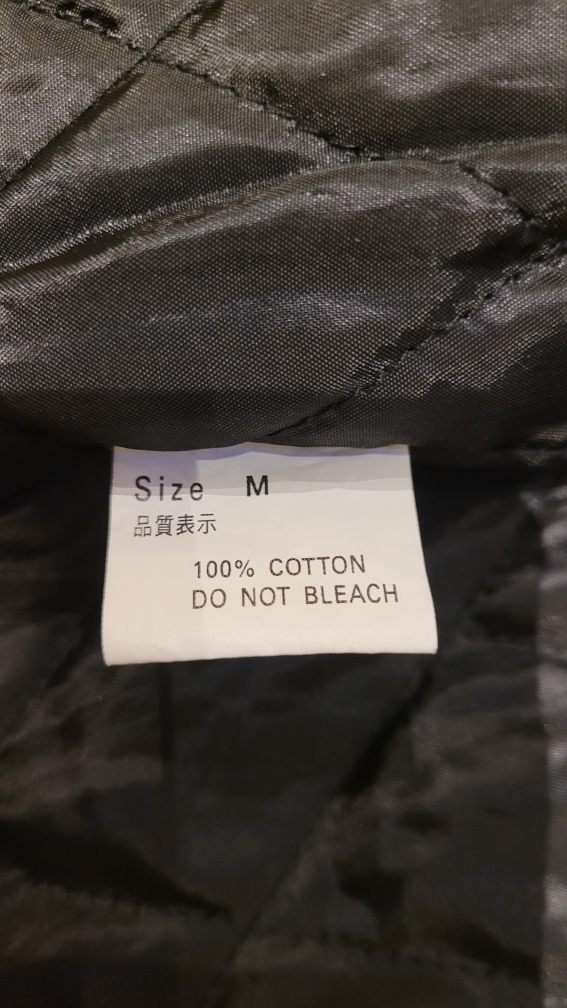 Size M
品質表示
100% COTTON
DO NOT BLEACH